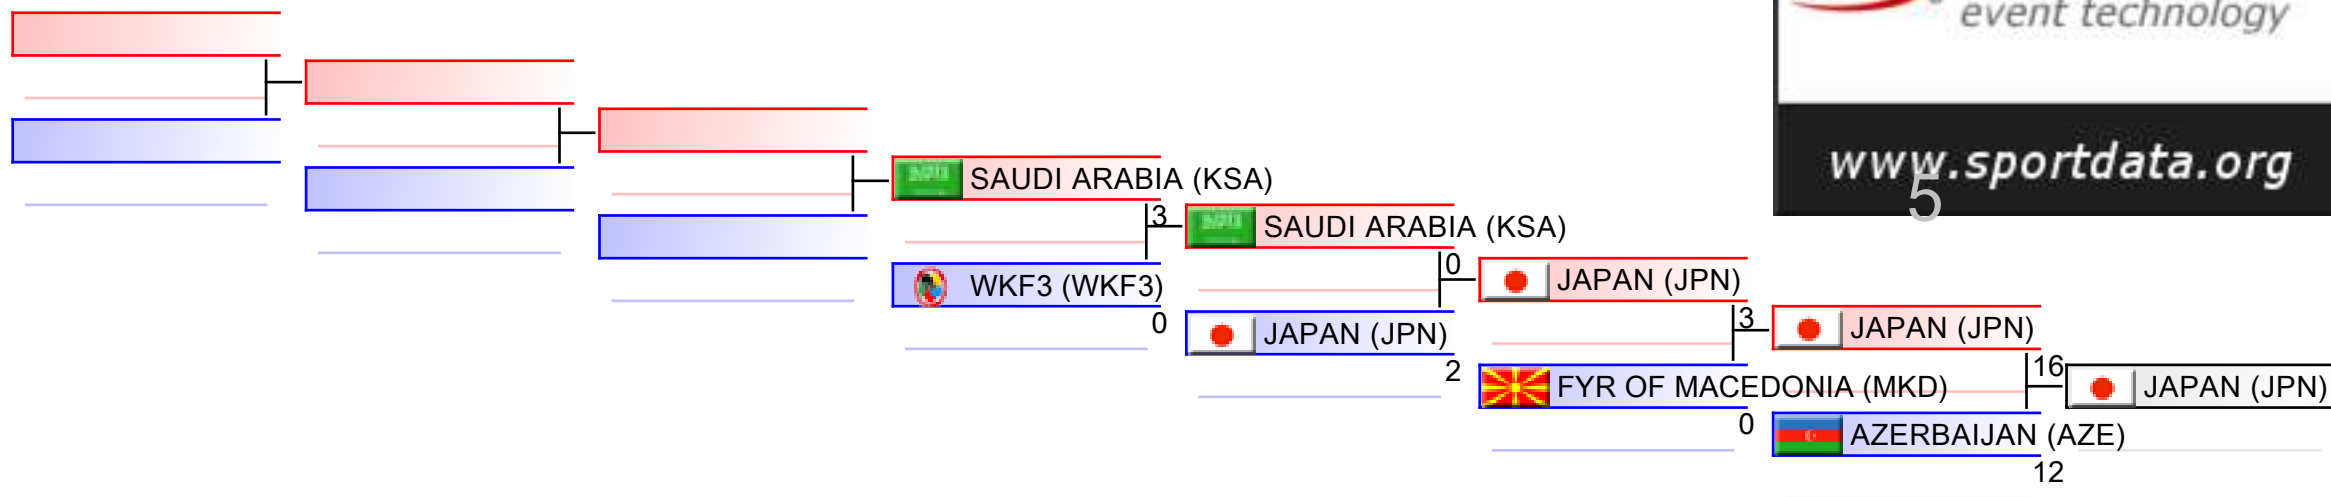 event technology
www.sportdata.org
5
SAUDI ARABIA (KSA)
3
SAUDI ARABIA (KSA)
WKF3 (WKF3)
0
0
JAPAN (JPN)
JAPAN (JPN)
2
3
JAPAN (JPN)
FYR OF MACEDONIA (MKD)
0
16
JAPAN (JPN)
AZERBAIJAN (AZE)
12